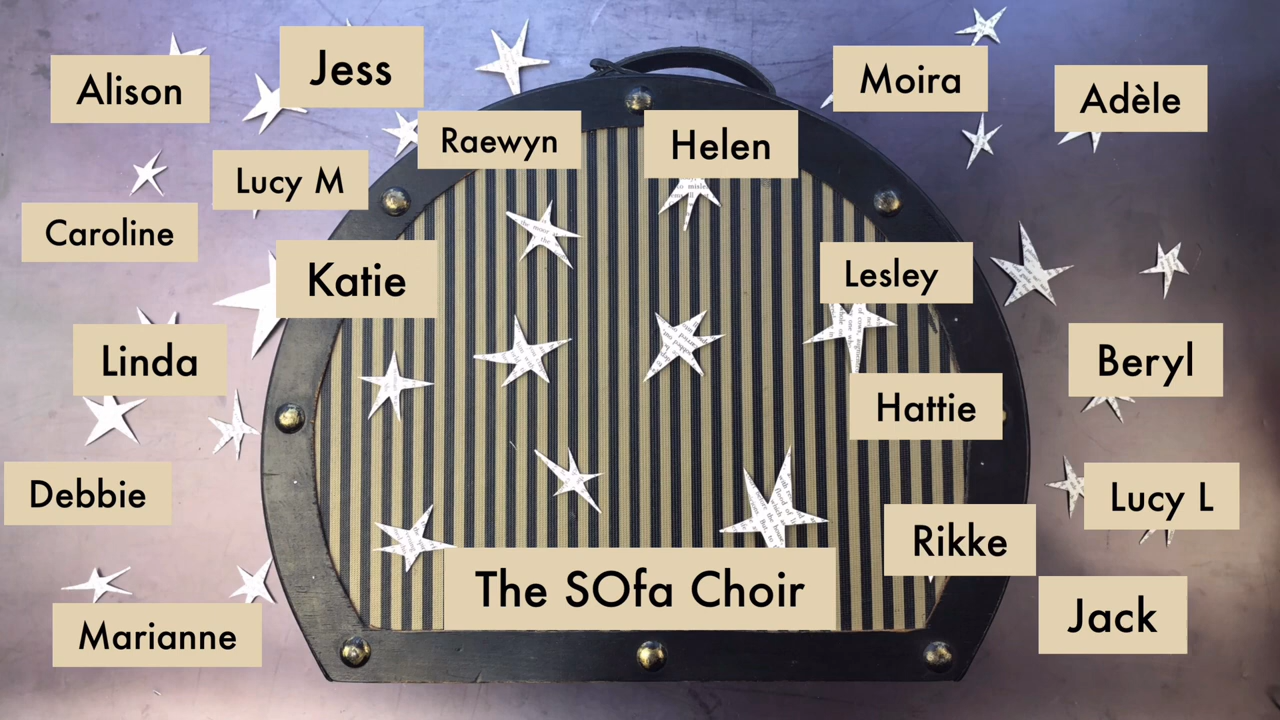 Jess
Alison
Moira
Adèle
Raewyn
Helen
Lucy M
Caroline
Katie
Lesley
Linda
Beryl
Hattie
Debbie
Lucy L
Rikke
The SOfa Choir
Jack
Marianne